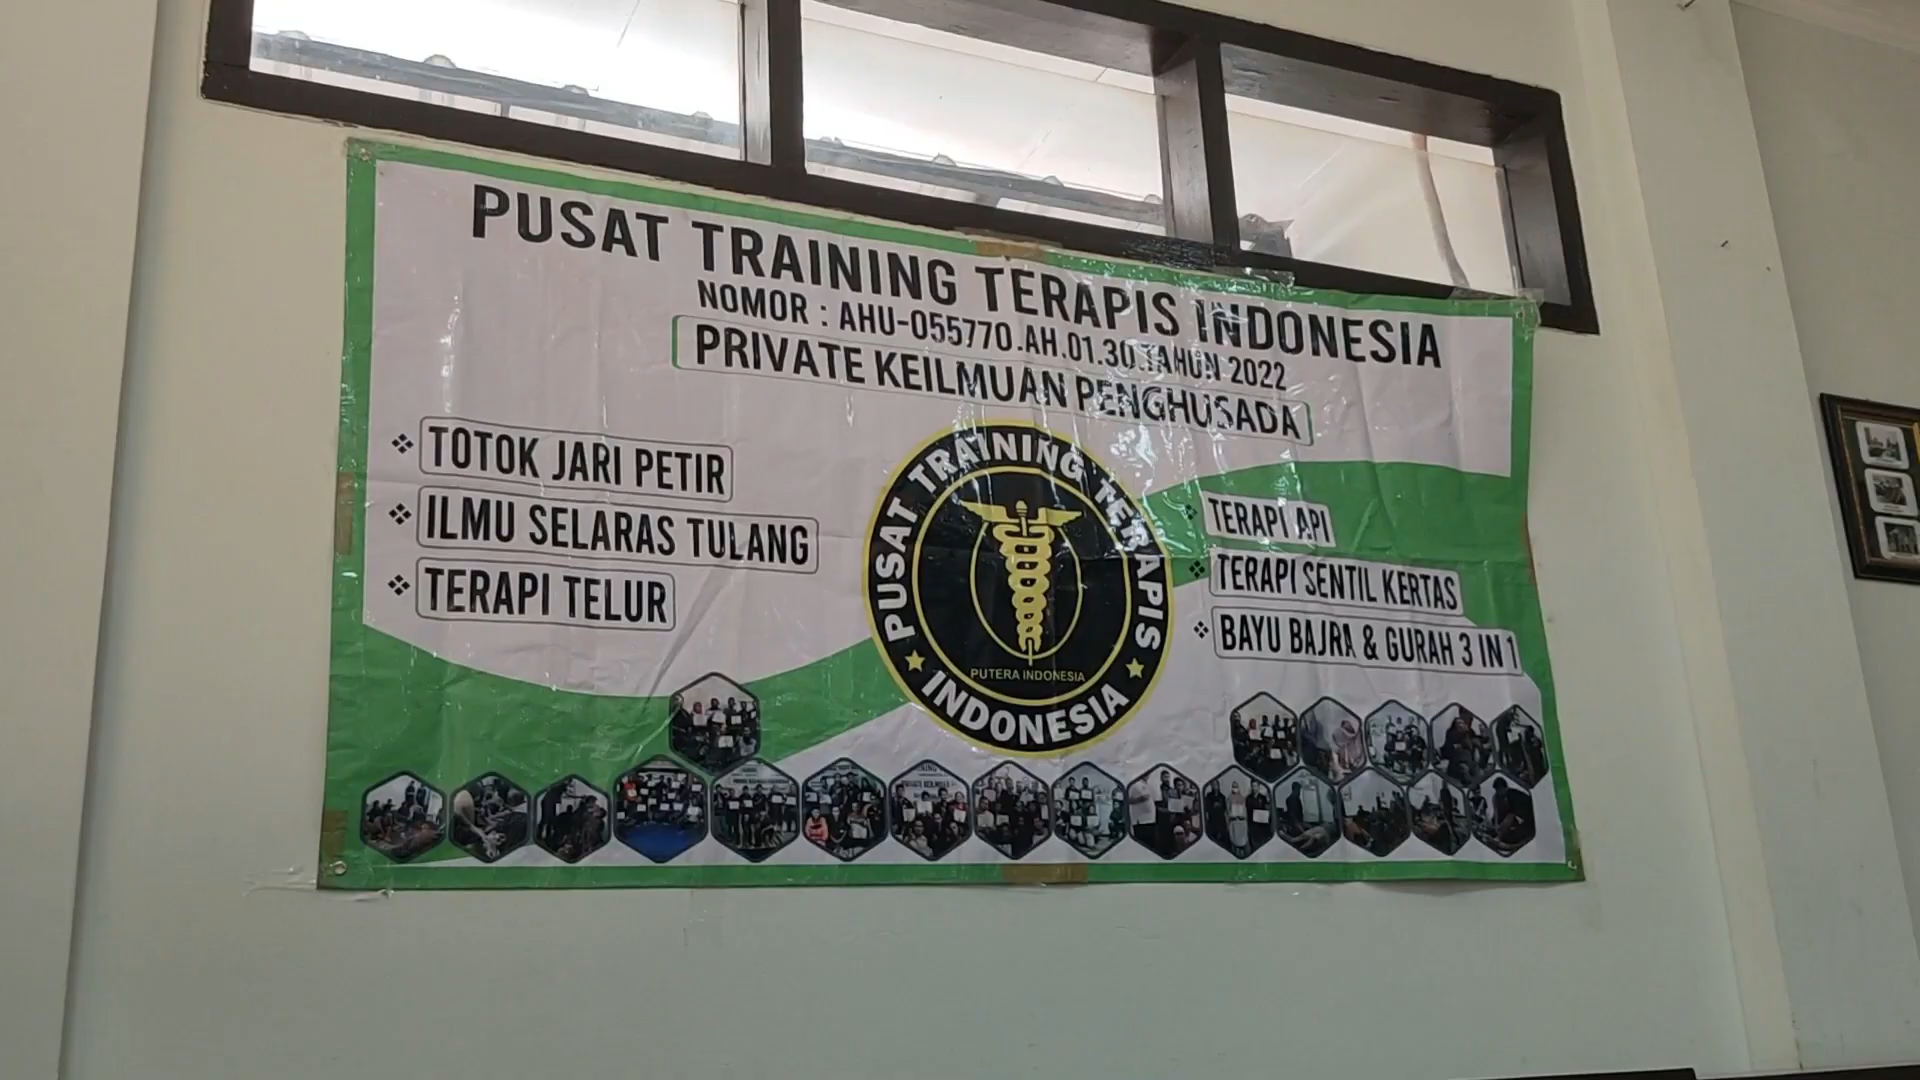 PUSAT TRAINING TERAPIS INDONESIA
NOMOR : AHU-055770.AH.01.30.TAHUN 2022
PRIVATE KEILMUAN PENGHUSADA
TOTOK JARI PETIR
ILMU SELARAS TULANG
TERAPI TELUR
PUSAT TRAINING TERAPIS
PUTERA INDONESIA
INDONESIA
TERAPI API
TERAPI SENTIL KERTAS
BAYU BAJRA & GURAH 3 IN 1